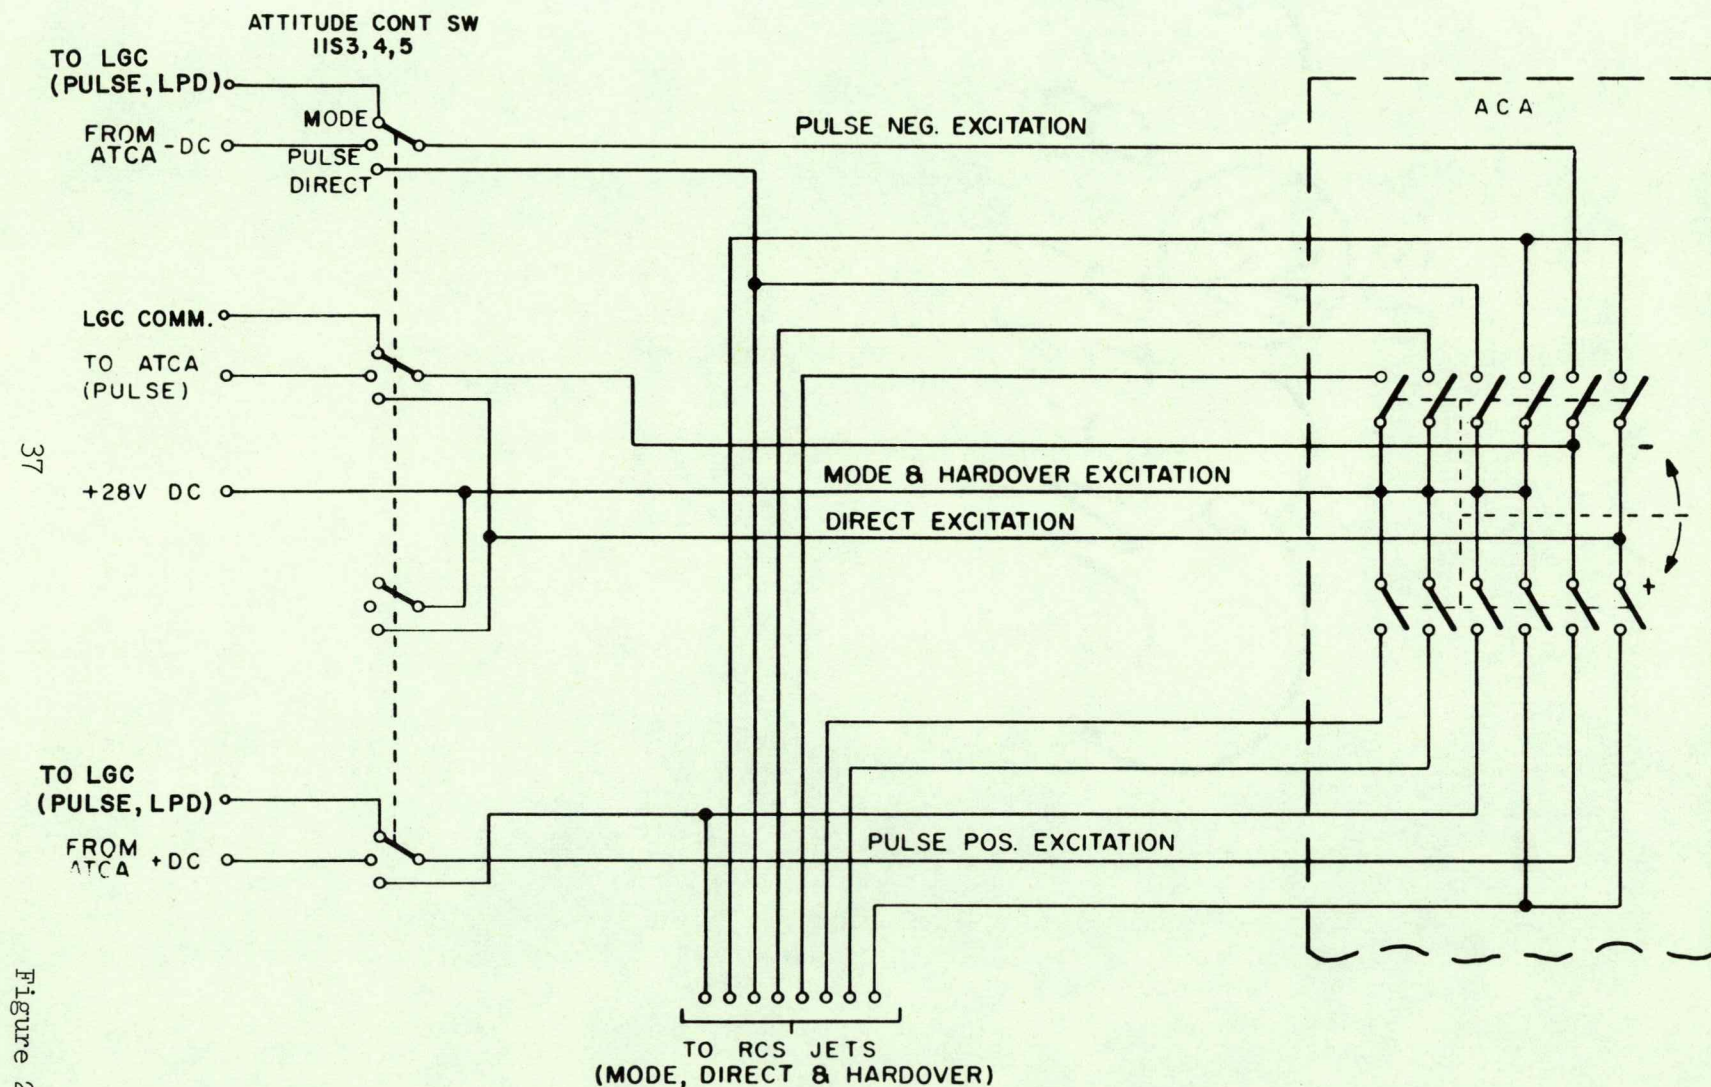 ATTITUDE CONT SW
11S3, 4, 5
TO LGC
(PULSE, LPD)
MODE
FROM
ATCA - DC
PULSE
DIRECT
PULSE NEG. EXCITATION
A C A
LGC COMM.
TO ATCA
(PULSE)
-
37
+28V DC
MODE & HARDOVER EXCITATION
DIRECT EXCITATION
+
TO LGC
(PULSE, LPD)
FROM
ATCA + DC
PULSE POS. EXCITATION
Figure
TO RCS JETS
(MODE, DIRECT & HARDOVER)